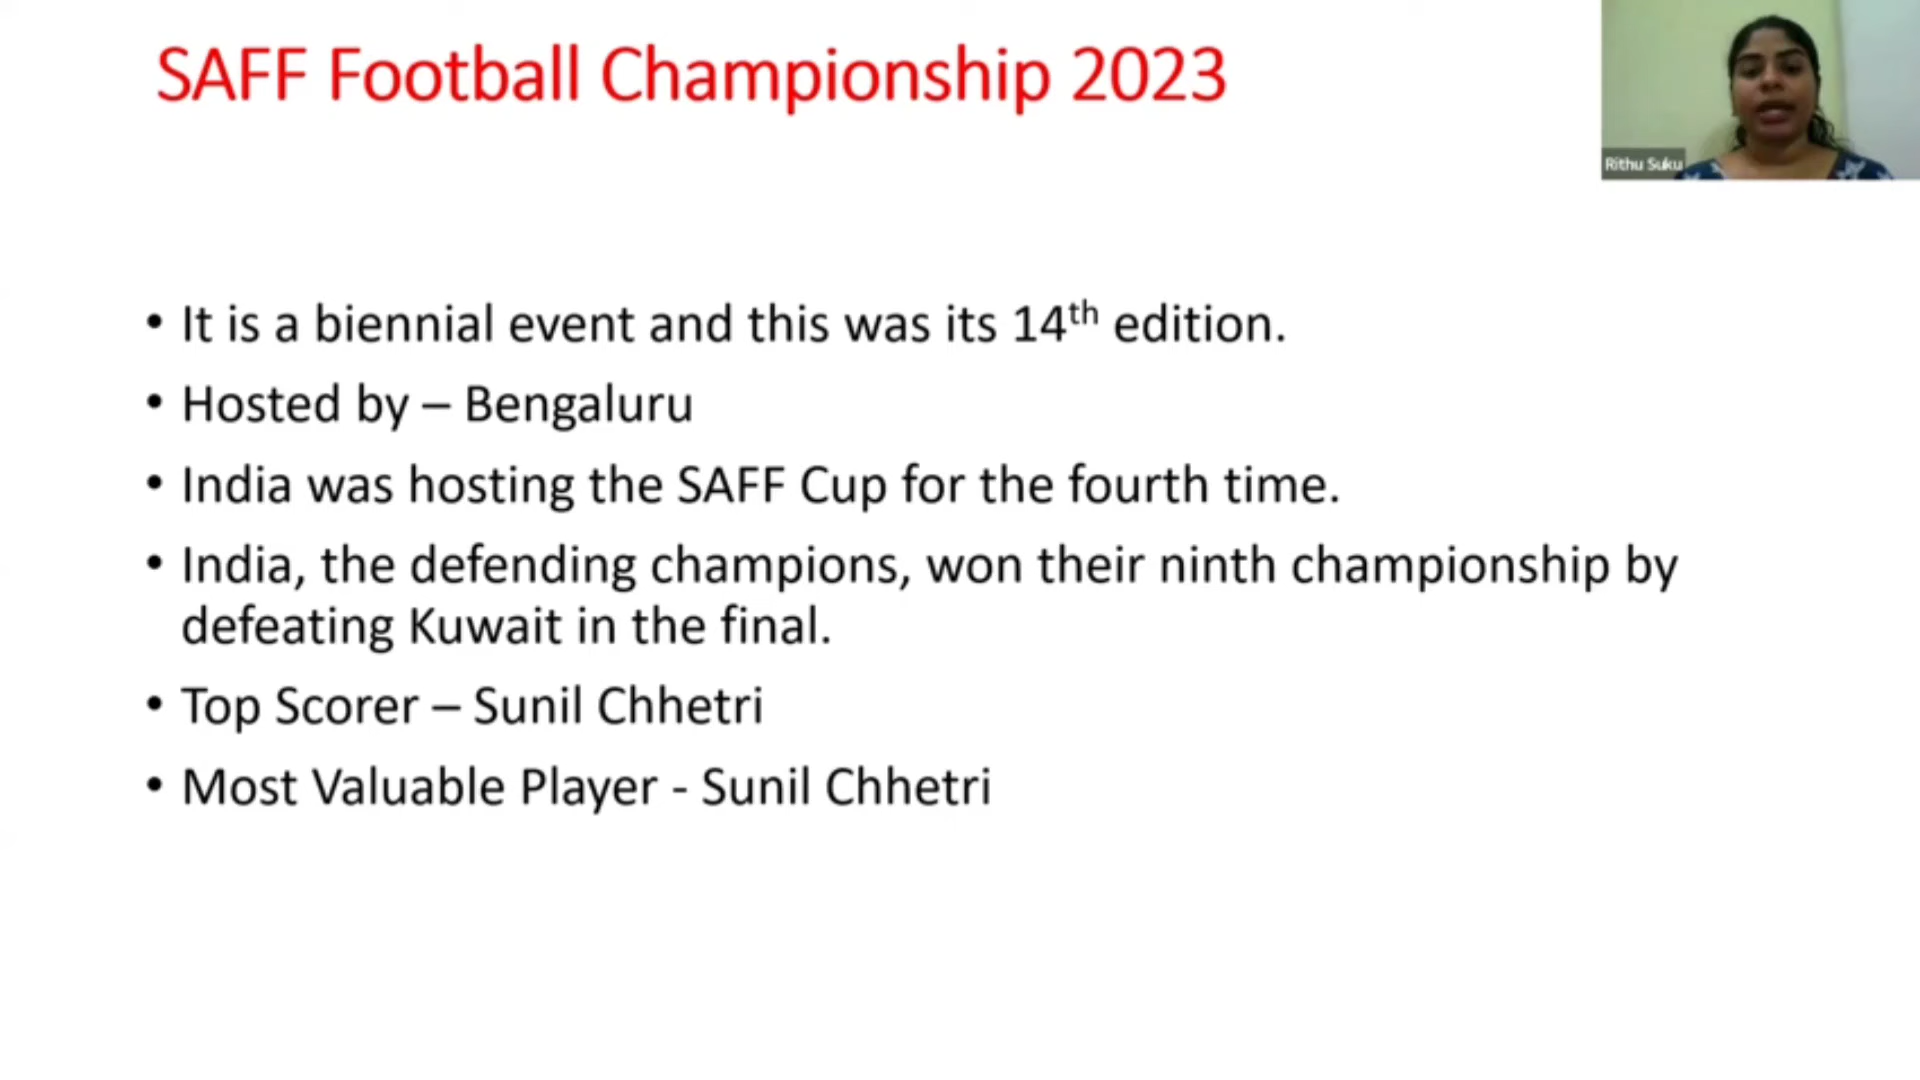 SAFF Football Championship 2023
Rithu Suku
• It is a biennial event and this was its 14th edition.
• Hosted by – Bengaluru
• India was hosting the SAFF Cup for the fourth time.
• India, the defending champions, won their ninth championship by
defeating Kuwait in the final.
• Top Scorer – Sunil Chhetri
• Most Valuable Player - Sunil Chhetri